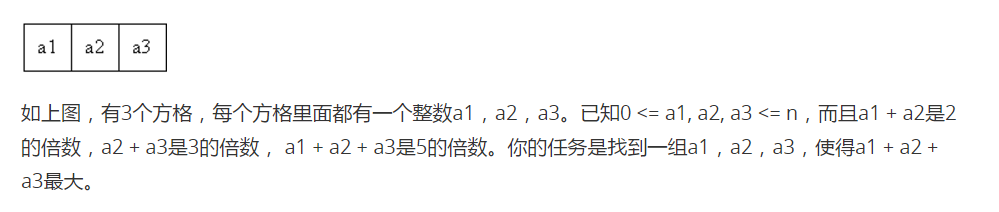 a1 a2 a3
如上图，有3个方格，每个方格里面都有一个整数a1，a2，a3。已知0 <= a1, a2, a3 <= n，而且a1 + a2是2
的倍数，a2 + a3是3的倍数， a1 + a2 + a3是5的倍数。你的任务是找到一组a1，a2，a3，使得a1 + a2 +
a3最大。